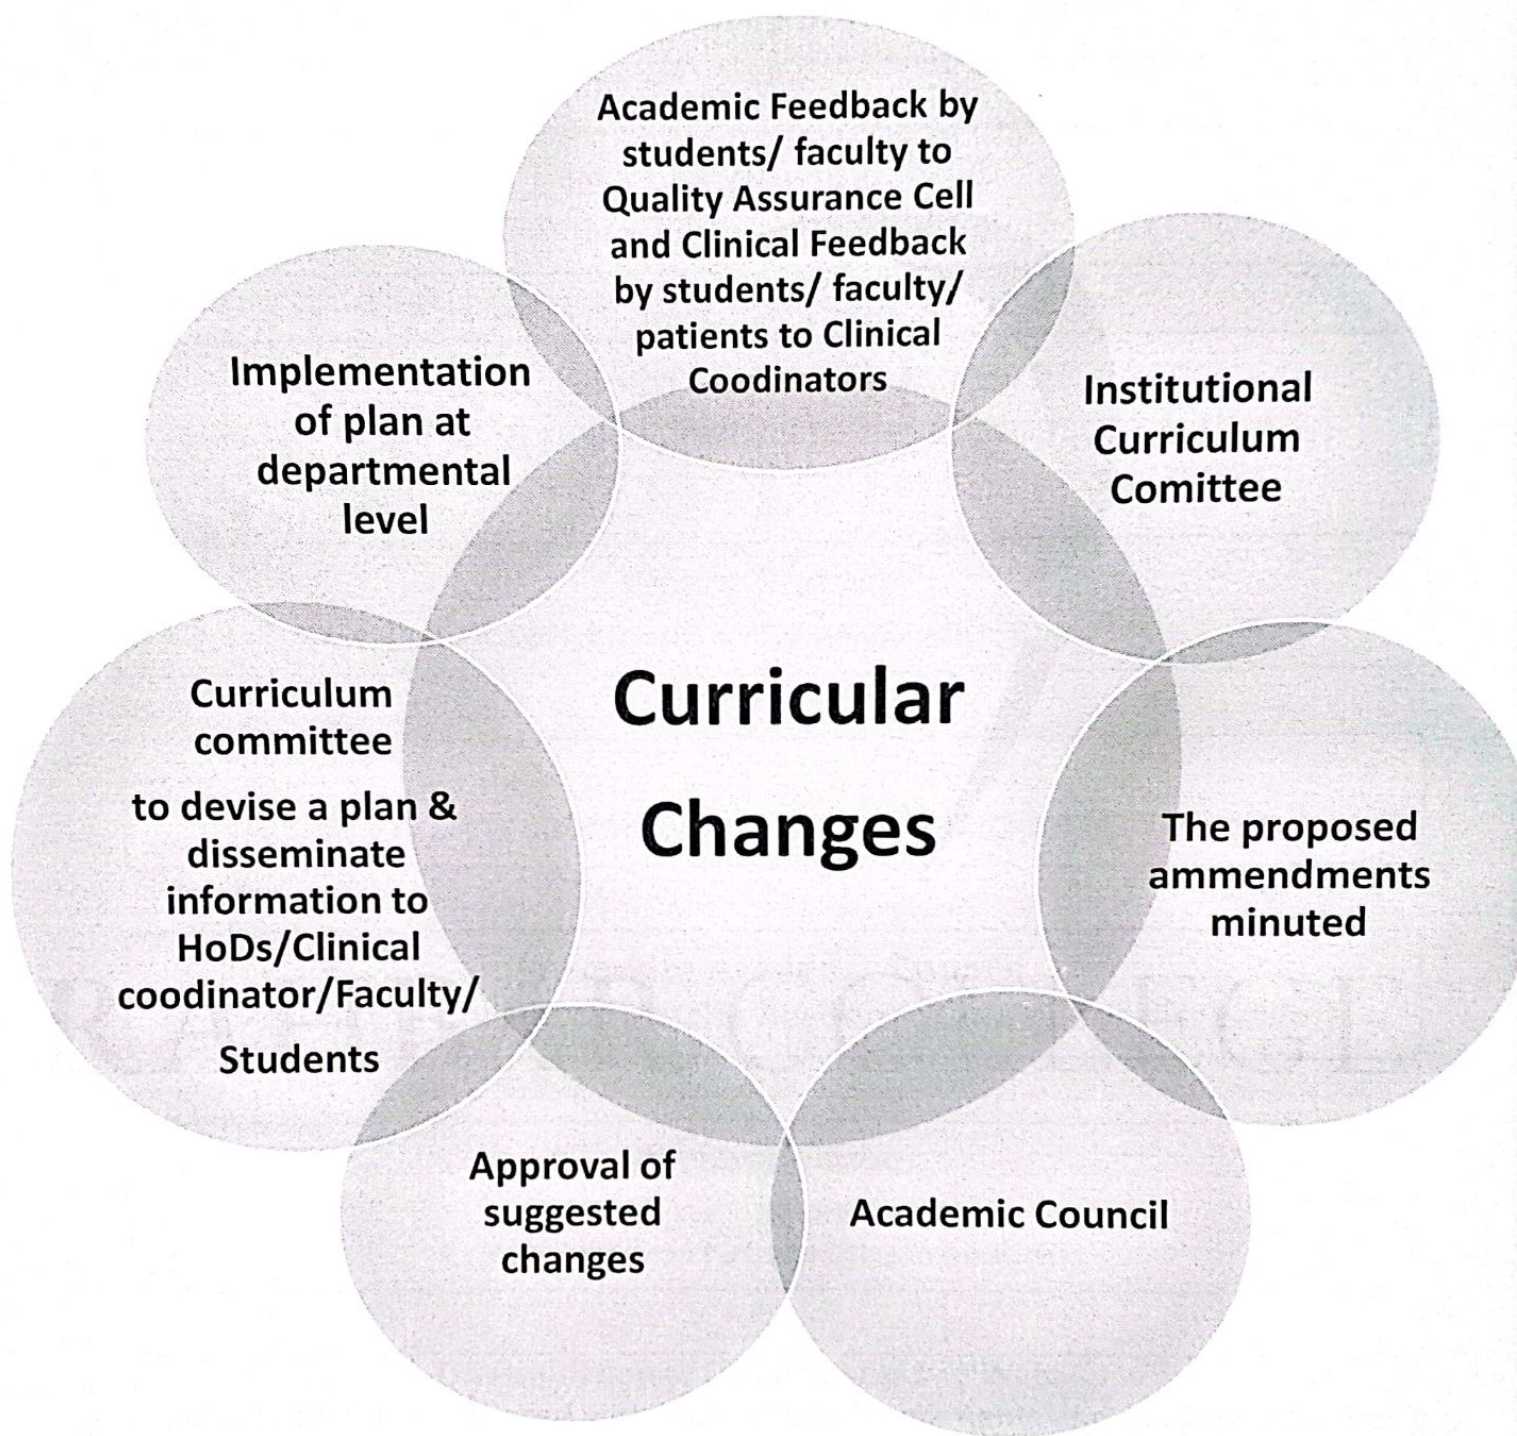 Academic Feedback by
students/ faculty to
Quality Assurance Cell
and Clinical Feedback
by students/ faculty/
patients to Clinical
Coodinators
Institutional
Curriculum
Comittee
The proposed
ammendments
minuted
Academic Council
Approval of
suggested
changes
Curriculum
committee
to devise a plan &
disseminate
information to
HoDs/Clinical
coodinator/Faculty/
Students
Implementation
of plan at
departmental
level
Curricular
Changes